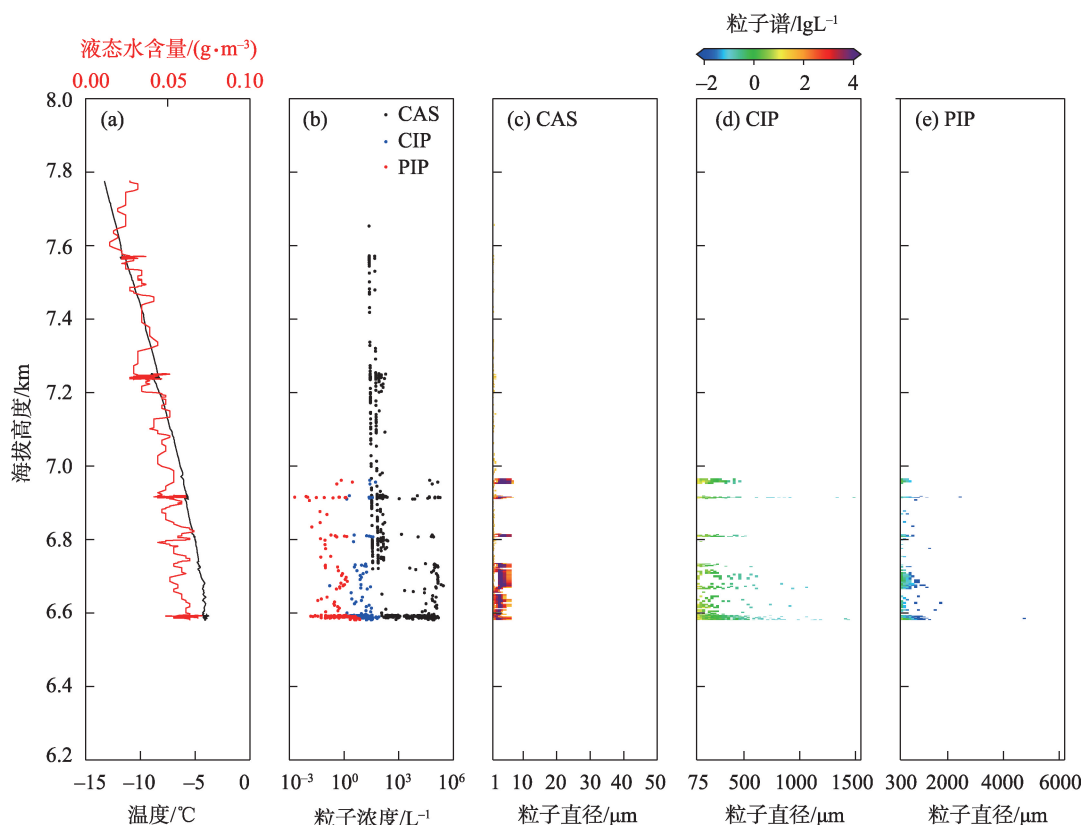 液态水含量/(g·m⁻³)
0.00 0.05 0.10
粒子谱/lgL⁻¹
−2 0 2 4
(a)
(b)
CAS
CIP
PIP
(c) CAS
(d) CIP
(e) PIP
海拔高度/km
8.0
7.8
7.6
7.4
7.2
7.0
6.8
6.6
6.4
6.2
−15 −10 −5 0
10⁻³ 10⁰ 10³ 10⁶
1 10 20 30 40 50
75 500 1000 1500
300 2000 4000 6000
温度/℃
粒子浓度/L⁻¹
粒子直径/μm
粒子直径/μm
粒子直径/μm